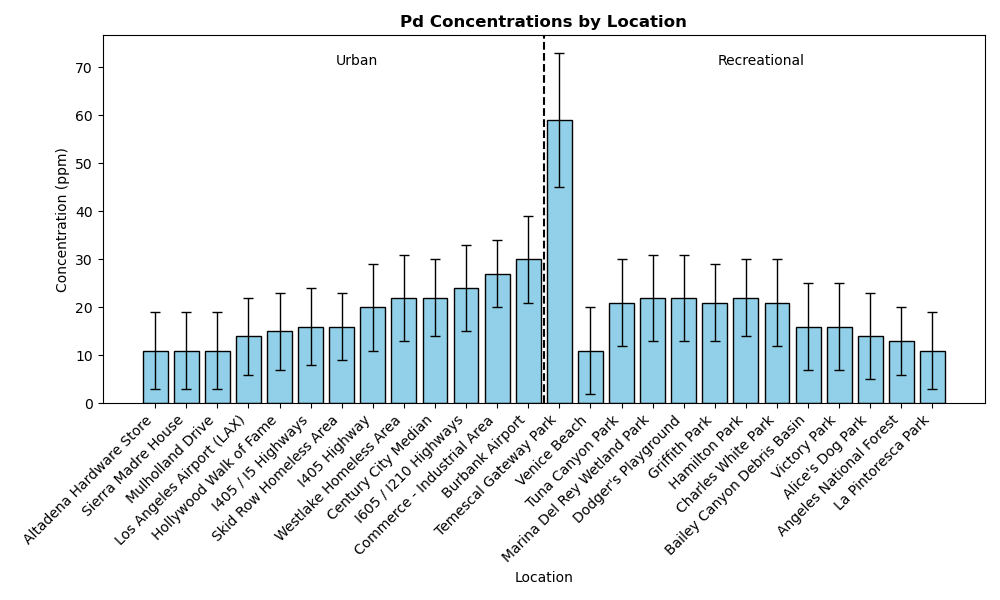 Pd Concentrations by Location
Urban
Recreational
Concentration (ppm)
70
60
50
40
30
20
10
0
Altadena Hardware Store
Sierra Madre House
Mulholland Drive
Los Angeles Airport (LAX)
Hollywood Walk of Fame
I405 / I5 Highways
Skid Row Homeless Area
I405 Highway
Westlake Homeless Area
Century City Median
I605 / I210 Highways
Commerce - Industrial Area
Burbank Airport
Temescal Gateway Park
Venice Beach
Tuna Canyon Park
Marina Del Rey Wetland Park
Dodger's Playground
Griffith Park
Hamilton Park
Charles White Park
Bailey Canyon Debris Basin
Victory Park
Alice's Dog Park
Angeles National Forest
La Pintoresca Park
Location